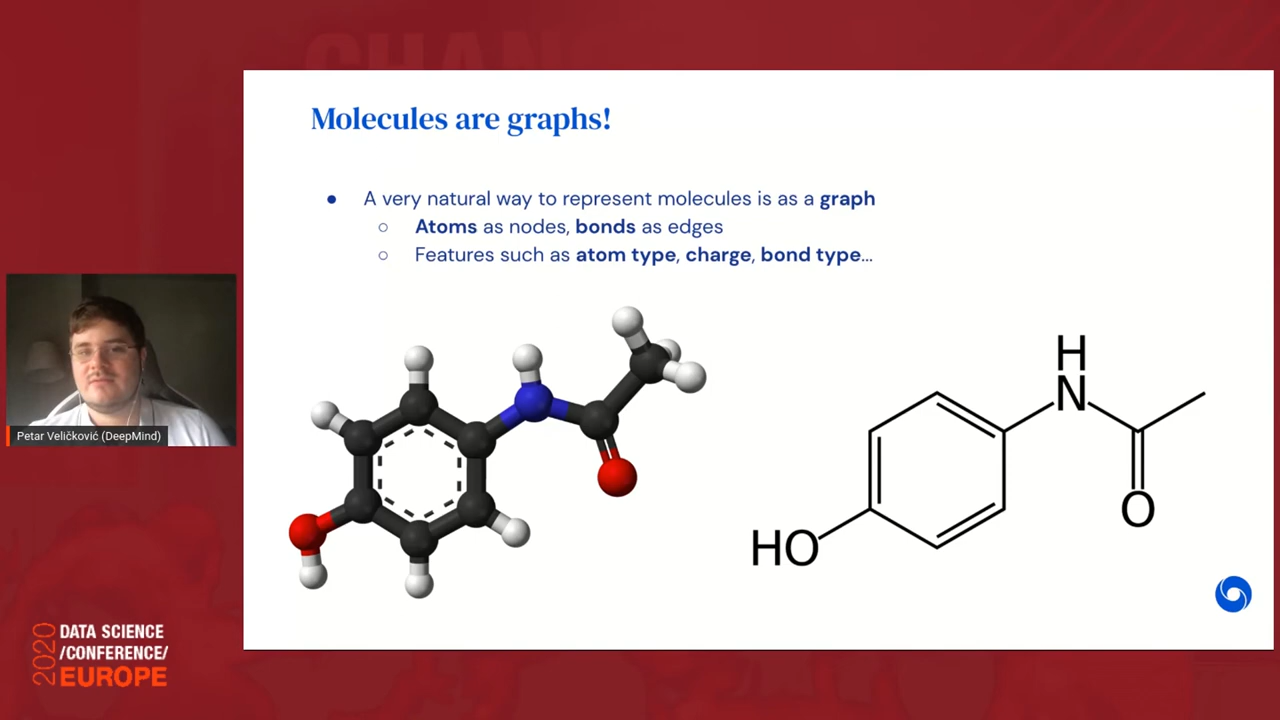 CHAN
Molecules are graphs!
● A very natural way to represent molecules is as a graph
○ Atoms as nodes, bonds as edges
○ Features such as atom type, charge, bond type...
H
N
O
HO
Petar Veličković (DeepMind)
2020
DATA SCIENCE
/CONFERENCE/
EUROPE